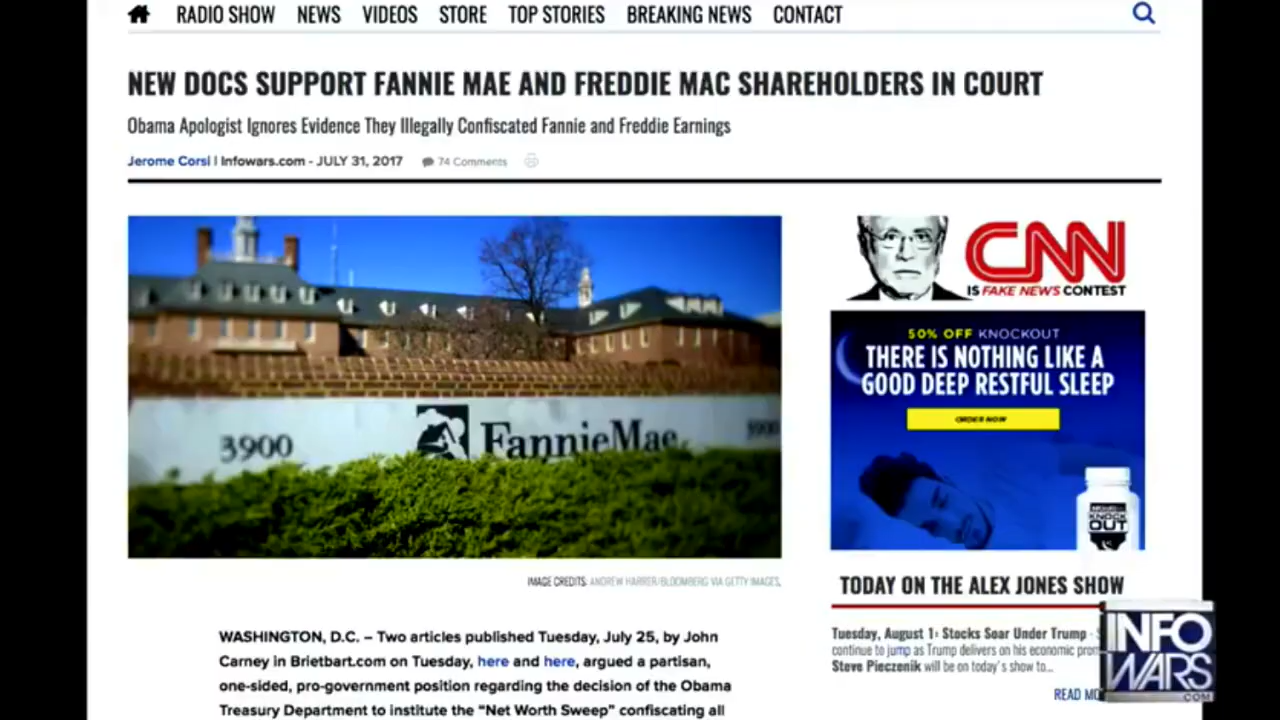 RADIO SHOW NEWS VIDEOS STORE TOP STORIES BREAKING NEWS CONTACT
NEW DOCS SUPPORT FANNIE MAE AND FREDDIE MAC SHAREHOLDERS IN COURT
Obama Apologist Ignores Evidence They Illegally Confiscated Fannie and Freddie Earnings
Jerome Corsi | Infowars.com - JULY 31, 2017 74 Comments
3900 FannieMae 3900
IMAGE CREDITS: ANDREW HARRER/BLOOMBERG VIA GETTY IMAGES.
WASHINGTON, D.C. – Two articles published Tuesday, July 25, by John
Carney in Brietbart.com on Tuesday, here and here, argued a partisan,
one-sided, pro-government position regarding the decision of the Obama
Treasury Department to institute the “Net Worth Sweep” confiscating all
CNN
IS FAKE NEWS CONTEST
50% OFF KNOCKOUT
THERE IS NOTHING LIKE A
GOOD DEEP RESTFUL SLEEP
ORDER NOW
KNOCK
OUT
TODAY ON THE ALEX JONES SHOW
Tuesday, August 1: Stocks Soar Under Trump -
continue to jump as Trump delivers on his economic
Steve Pieczenik will be on today's show to...
READ
INFO
WARS
.COM